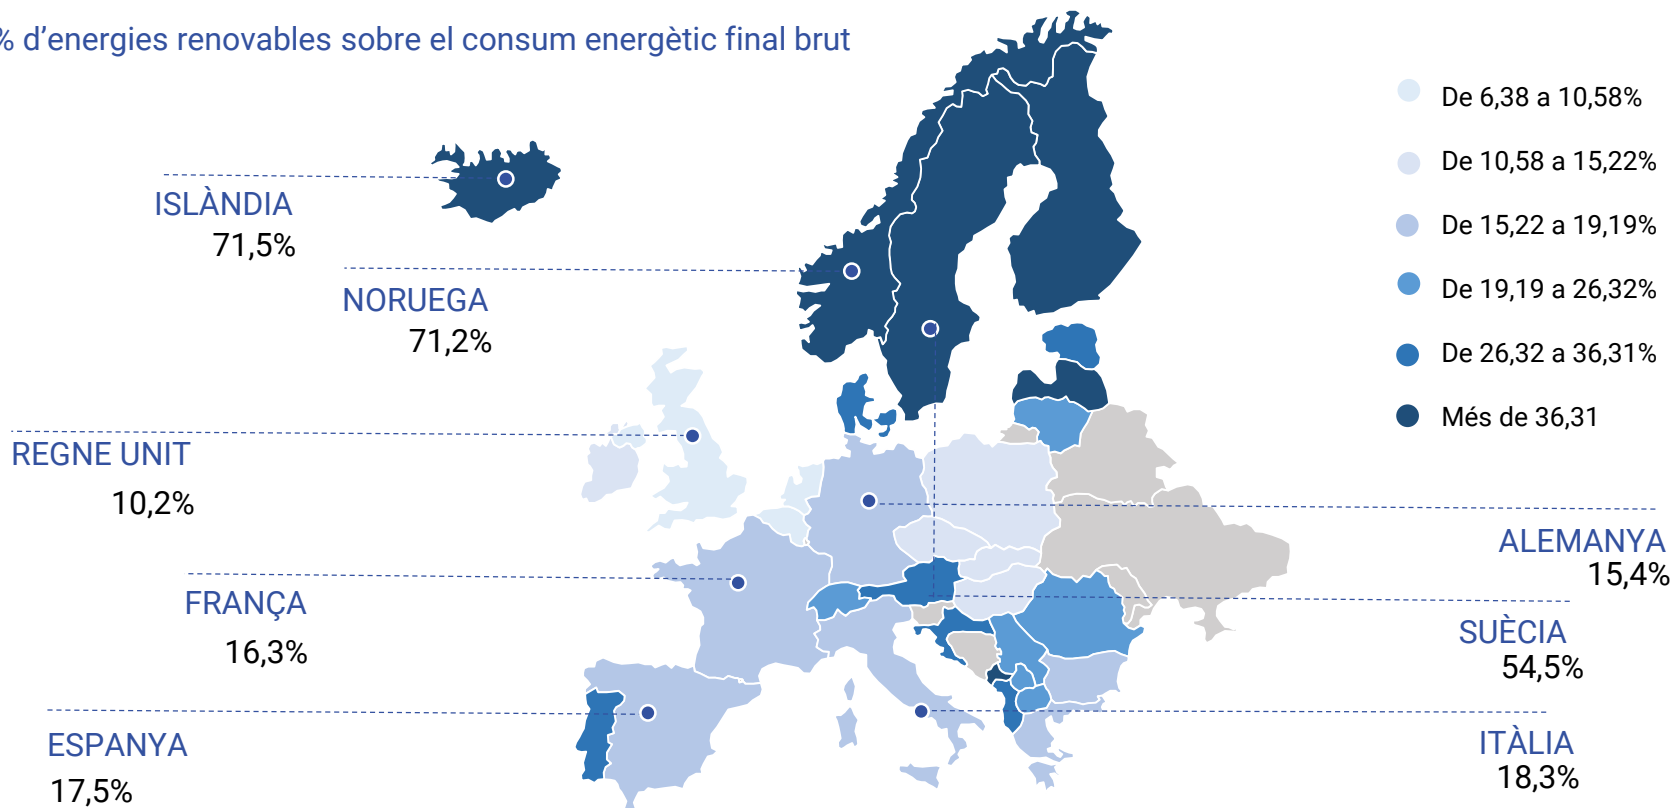 % d’energies renovables sobre el consum energètic final brut
De 6,38 a 10,58%
De 10,58 a 15,22%
De 15,22 a 19,19%
De 19,19 a 26,32%
De 26,32 a 36,31%
Més de 36,31
ISLÀNDIA
71,5%
NORUEGA
71,2%
REGNE UNIT
10,2%
FRANÇA
16,3%
ESPANYA
17,5%
ALEMANYA
15,4%
SUÈCIA
54,5%
ITÀLIA
18,3%